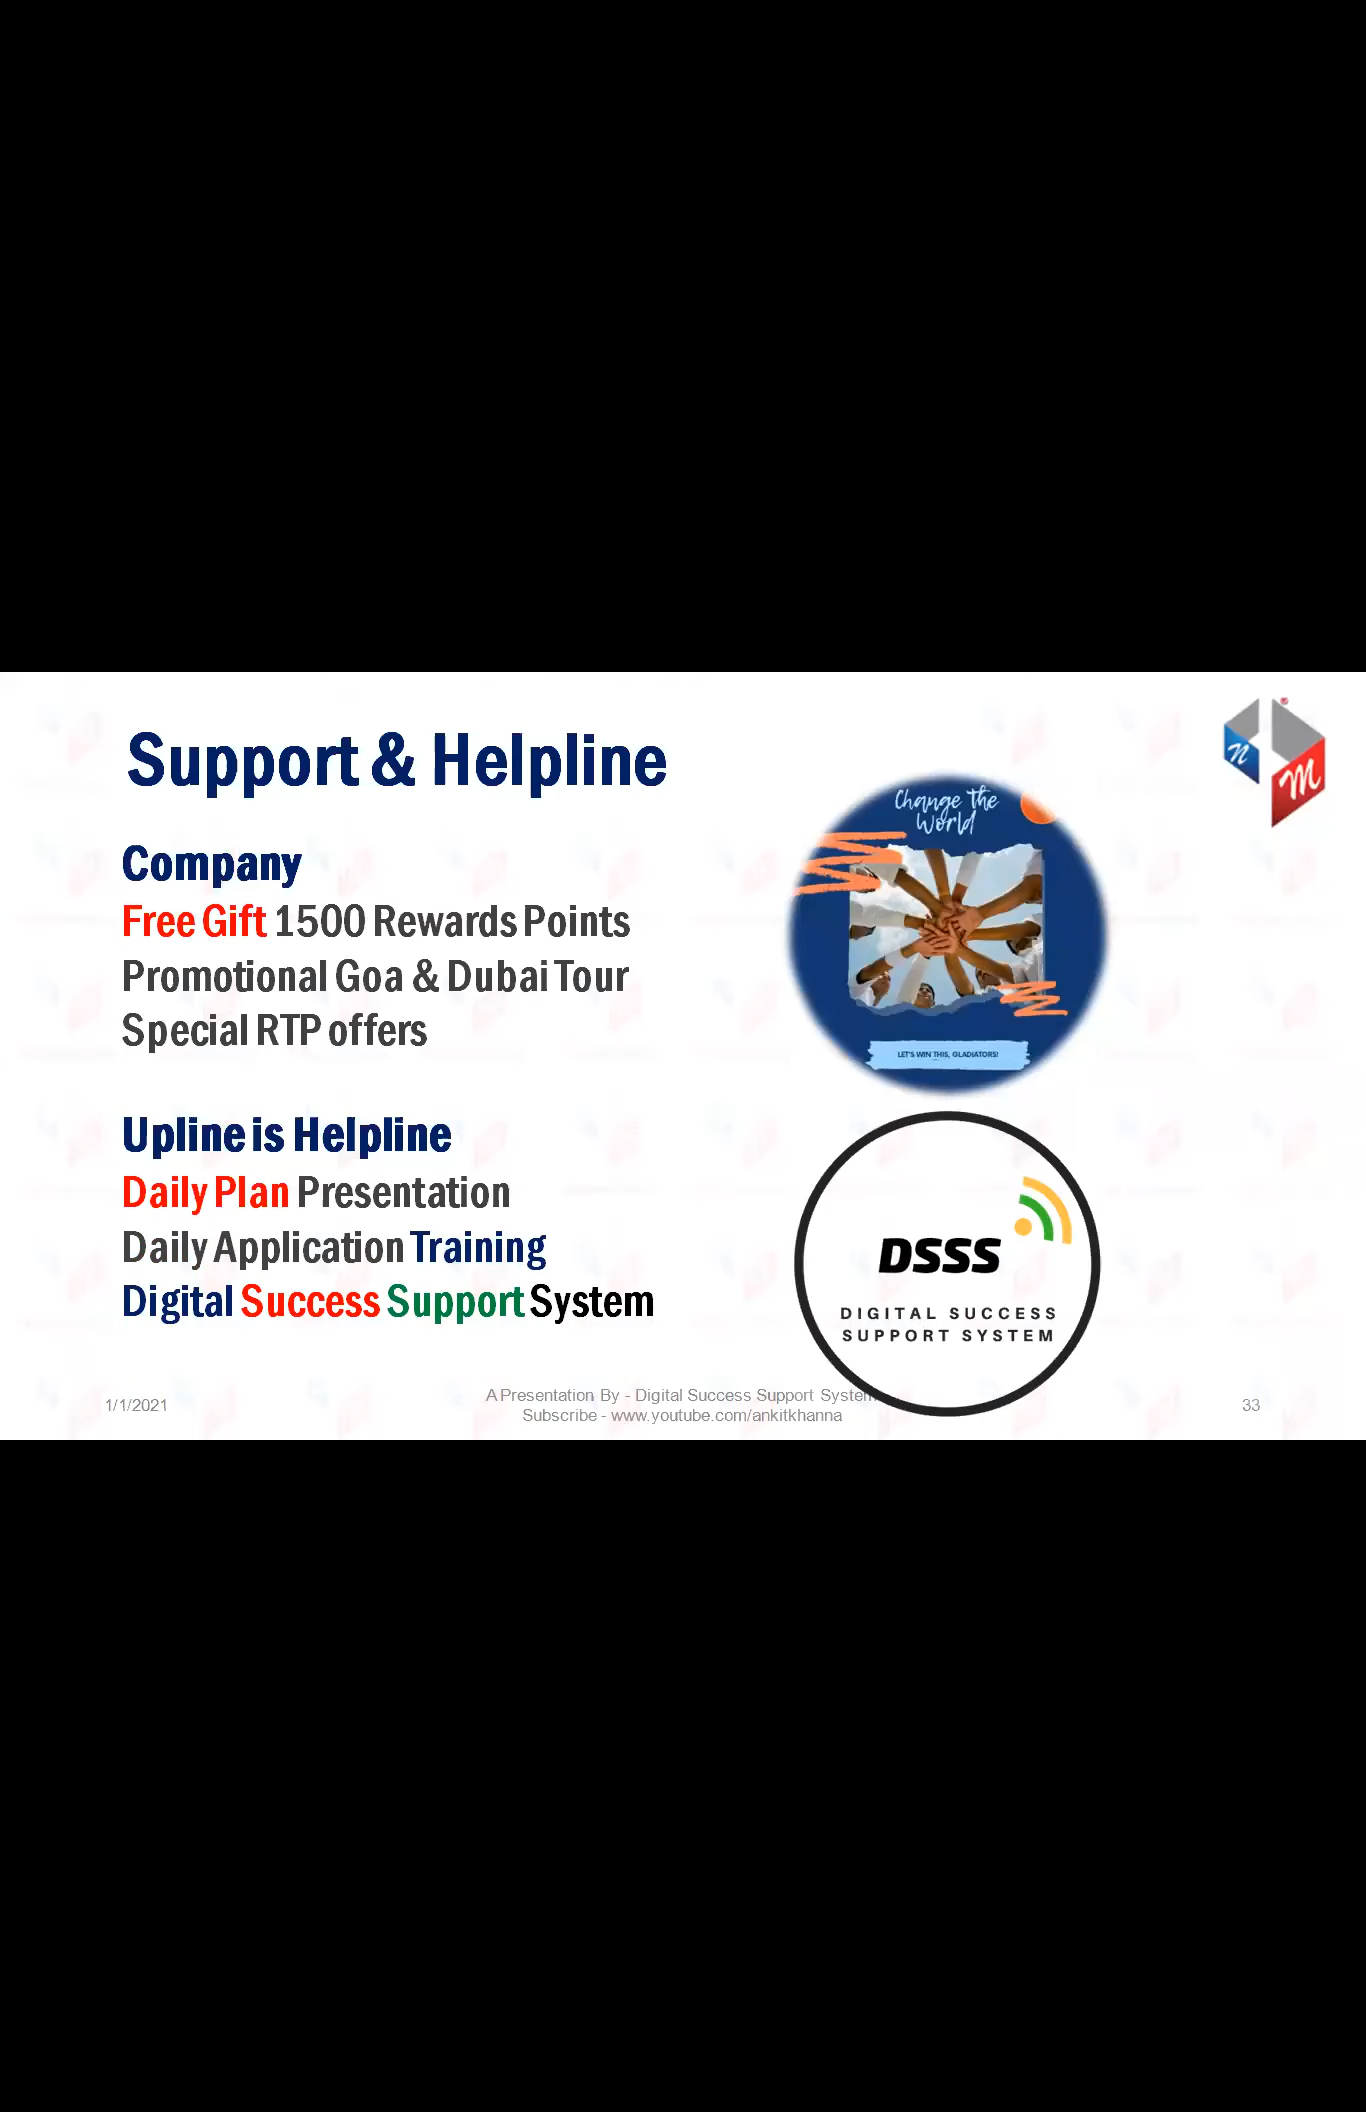 Support & Helpline
Company
Free Gift 1500 Rewards Points
Promotional Goa & Dubai Tour
Special RTP offers
Upline is Helpline
Daily Plan Presentation
Daily Application Training
Digital Success Support System
n
m
Change The
World
LET'S WIN THIS, GLADIATORS!
DSSS
DIGITAL SUCCESS
SUPPORT SYSTEM
1/1/2021
A Presentation By - Digital Success Support System
Subscribe - www.youtube.com/ankitkhanna
33